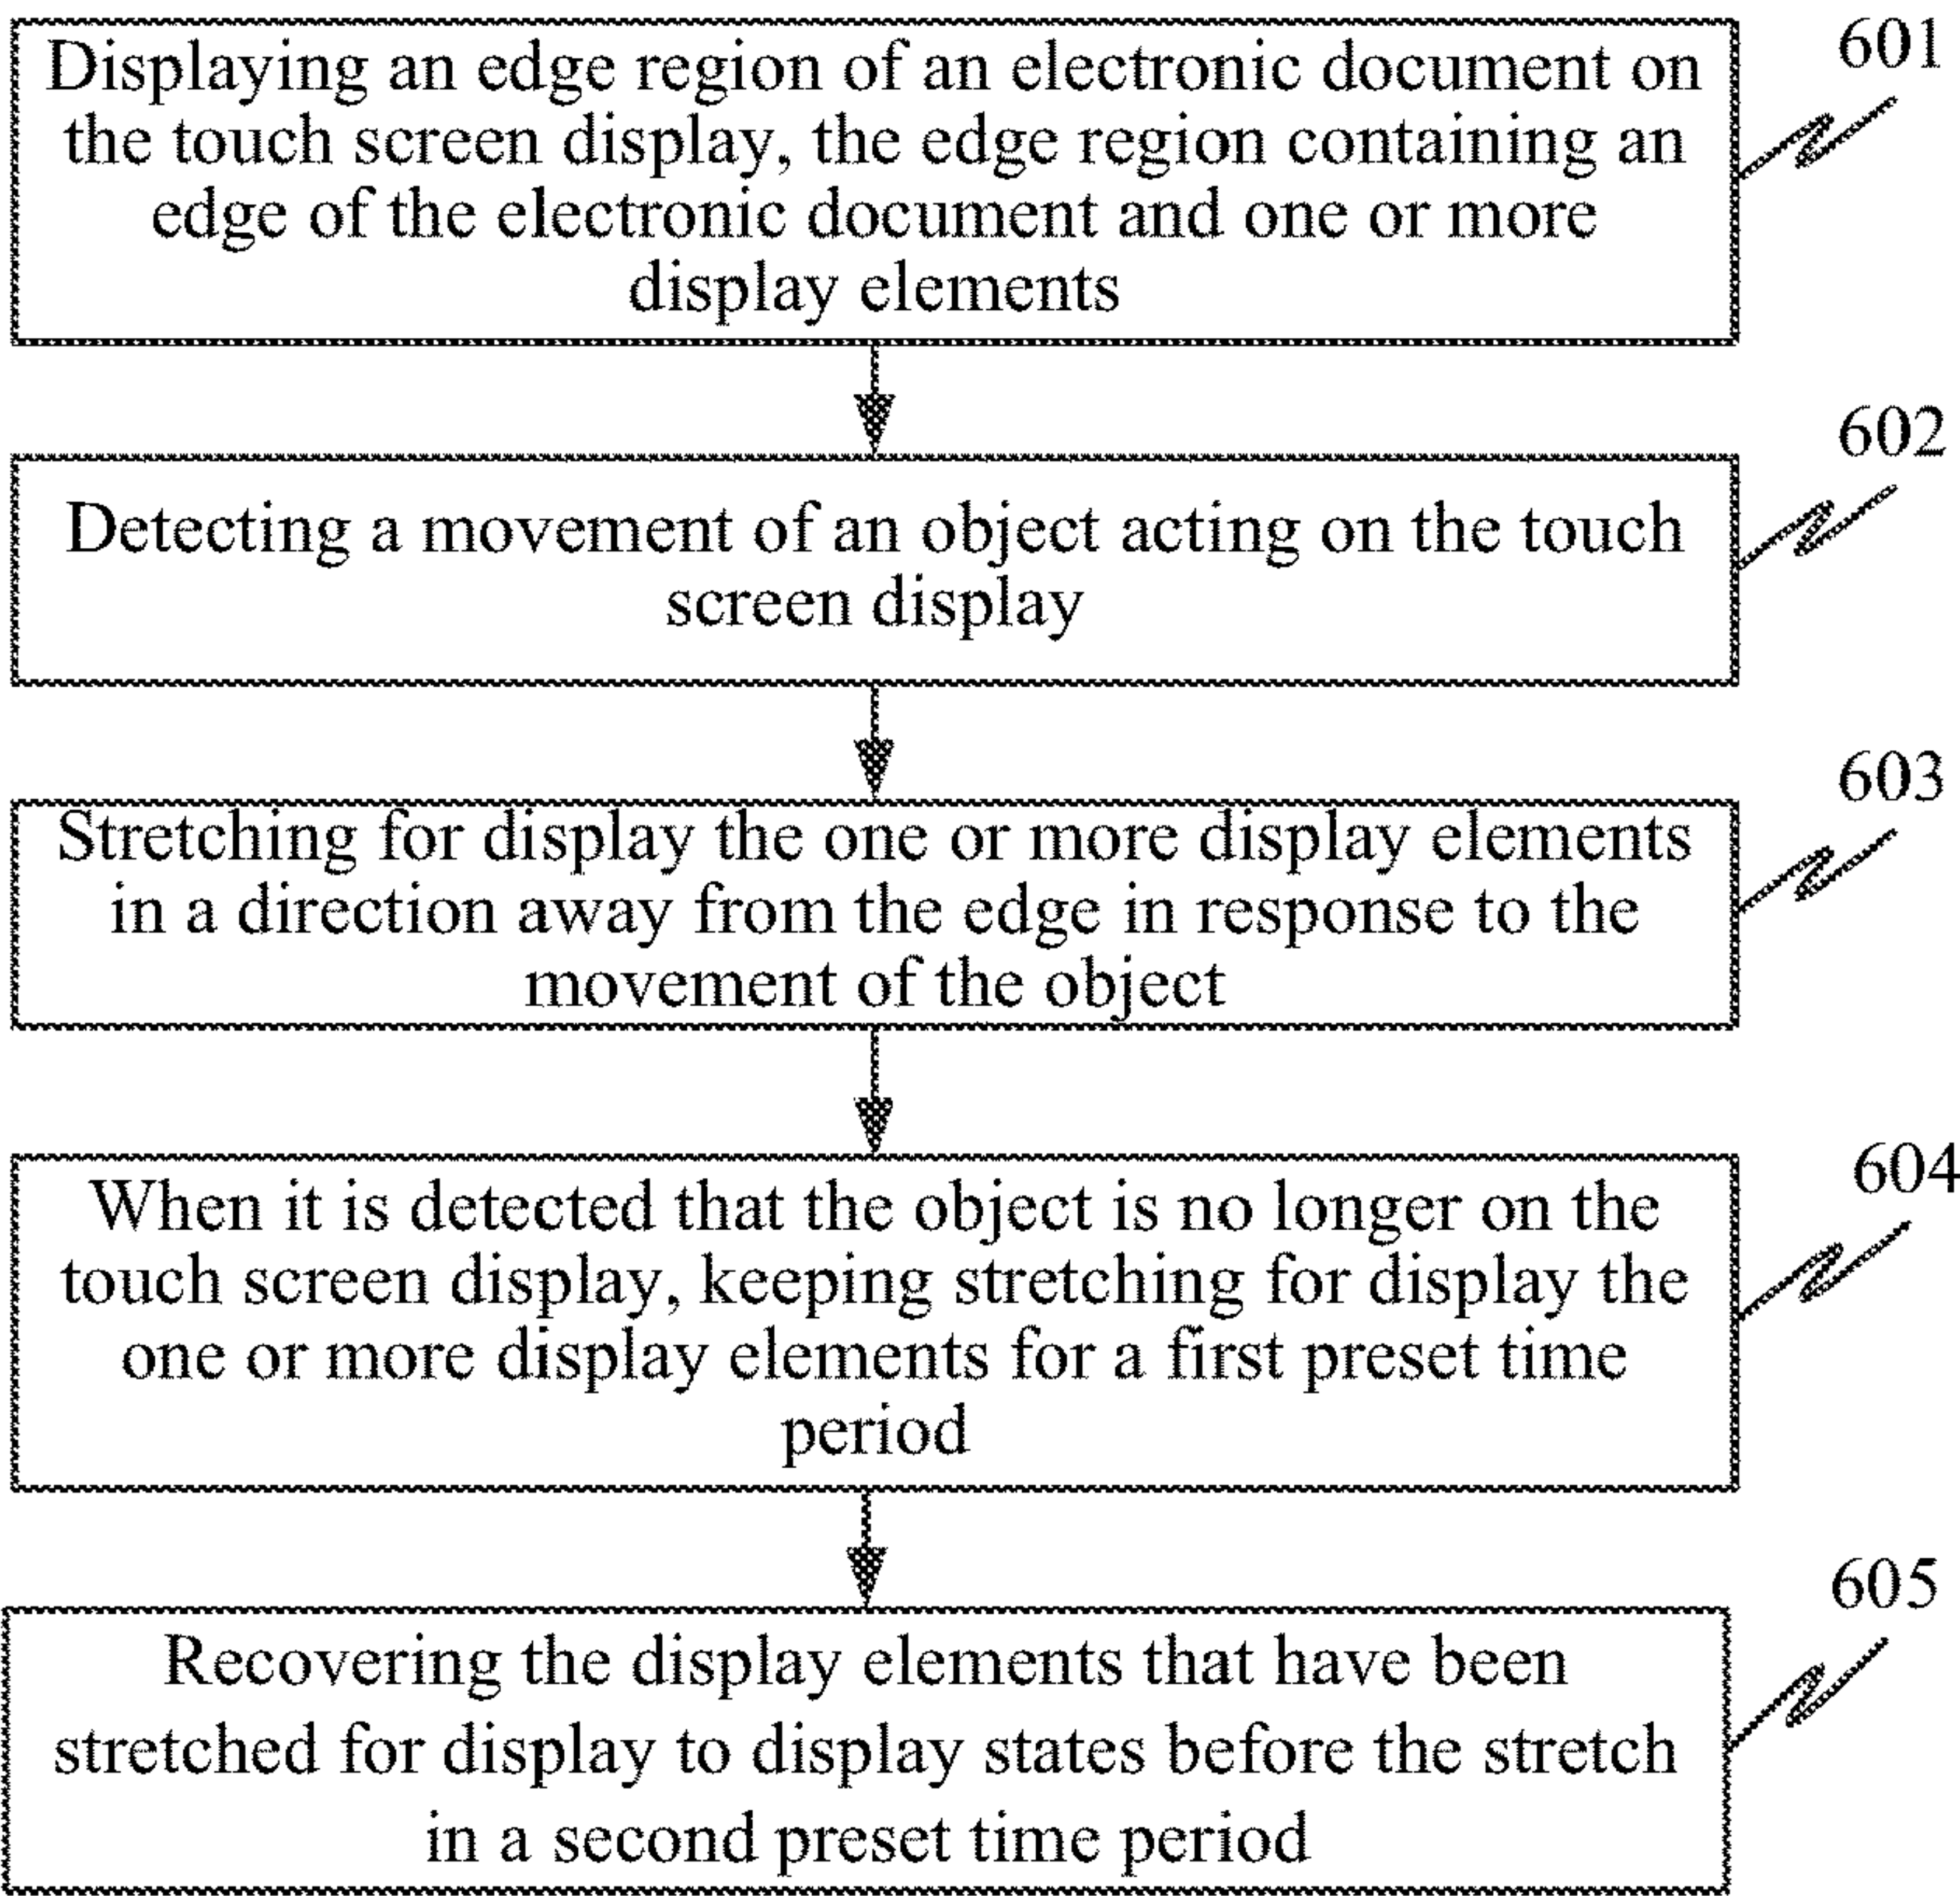 Displaying an edge region of an electronic document on
the touch screen display, the edge region containing an
edge of the electronic document and one or more
display elements
601
Detecting a movement of an object acting on the touch
screen display
602
Stretching for display the one or more display elements
in a direction away from the edge in response to the
movement of the object
603
When it is detected that the object is no longer on the
touch screen display, keeping stretching for display the
one or more display elements for a first preset time
period
604
Recovering the display elements that have been
stretched for display to display states before the stretch
in a second preset time period
605